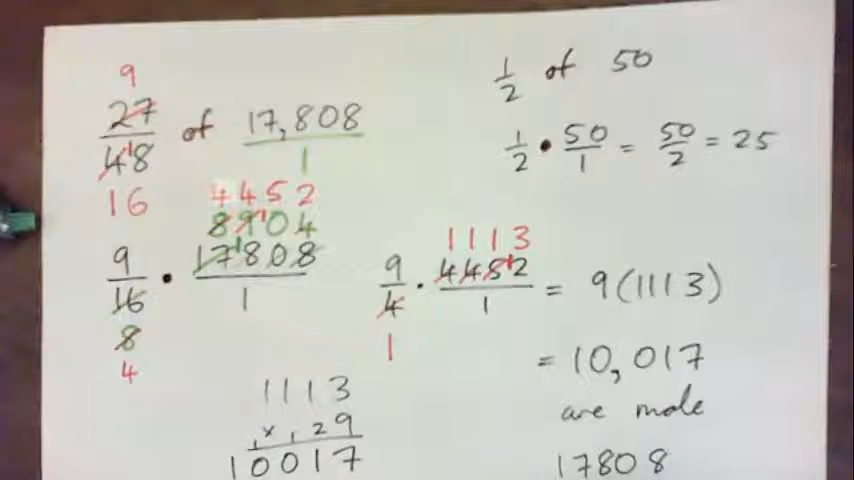 9
27/48 of 17,808/1
16
4452
8904
9/16 • 17808/1
8
4
1/2 of 50
1/2 • 50/1 = 50/2 = 25
1113
9/4 · 4452/1 = 9(1113)
1
= 10,017
are male
17808
1113
x 9
10017